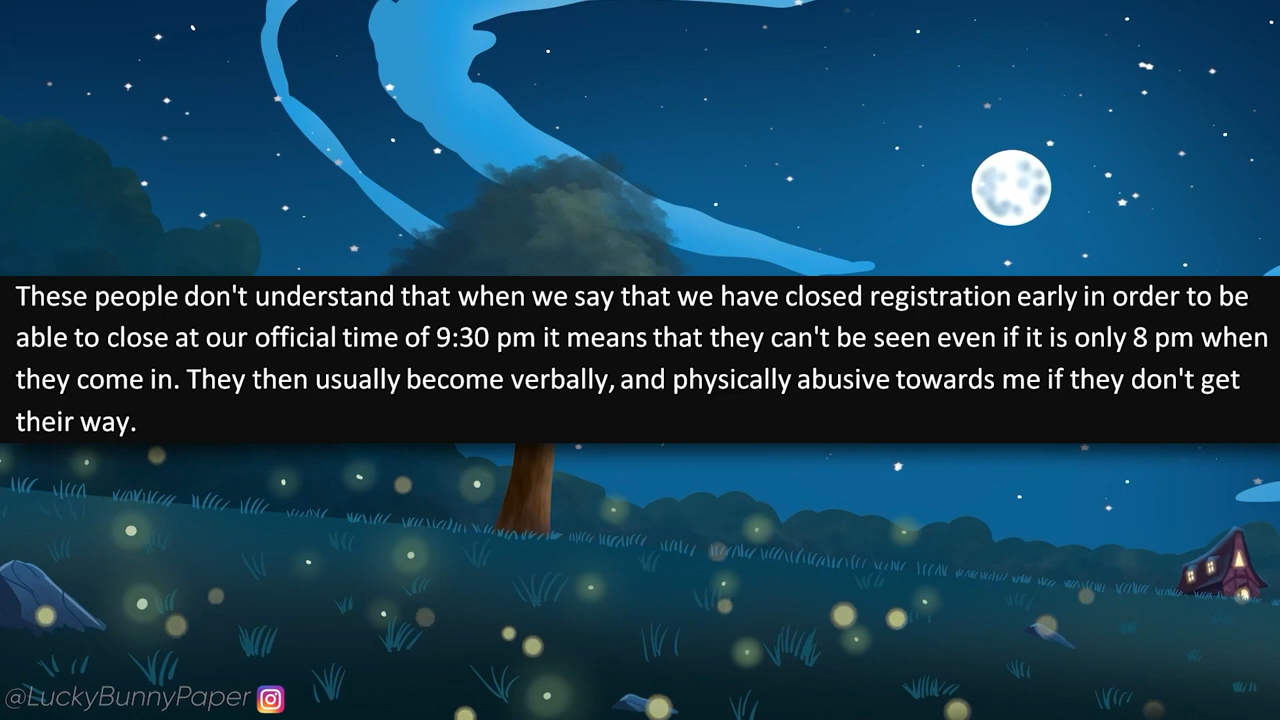 These people don't understand that when we say that we have closed registration early in order to be
able to close at our official time of 9:30 pm it means that they can't be seen even if it is only 8 pm when
they come in. They then usually become verbally, and physically abusive towards me if they don't get
their way.
@LuckyBunnyPaper